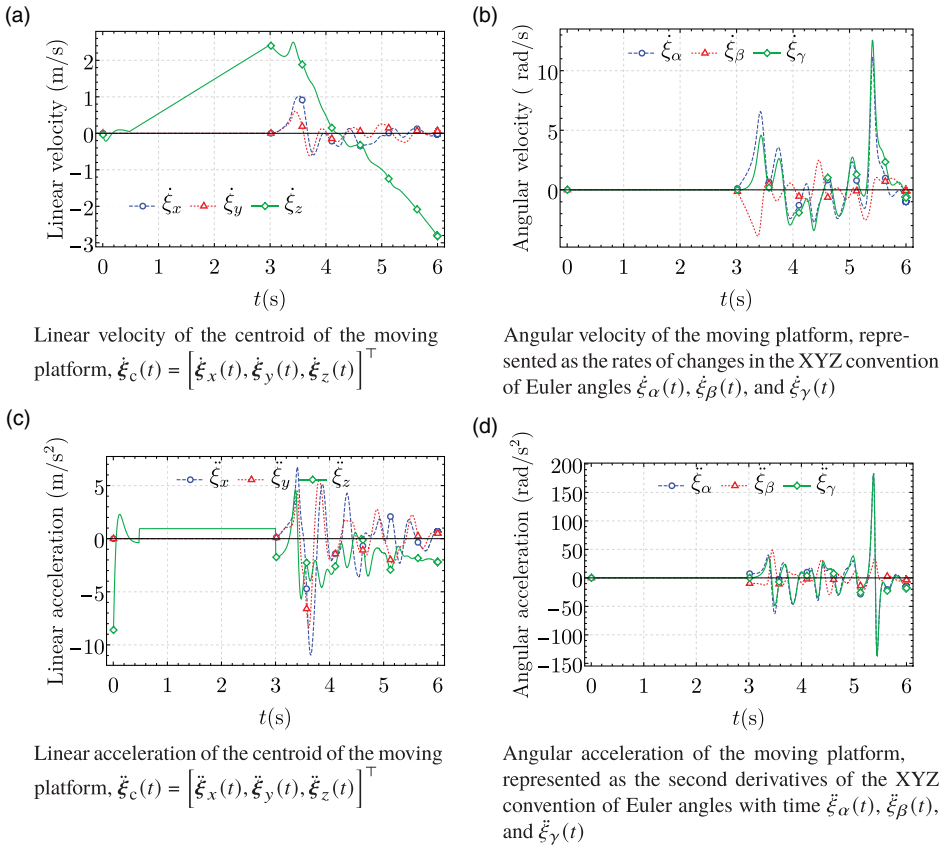 (a)
Linear velocity (m/s)
2
1
0
−1
−2
−3
ξ̇x ξ̇y ξ̇z
0 1 2 3 4 5 6
t(s)
Linear velocity of the centroid of the moving
platform, ξ̇c(t) = [ξ̇x(t), ξ̇y(t), ξ̇z(t)]⊤
(b)
Angular velocity ( rad/s)
10
5
0
ξ̇α ξ̇β ξ̇γ
0 1 2 3 4 5 6
t(s)
Angular velocity of the moving platform, repre-
sented as the rates of changes in the XYZ convention
of Euler angles ξ̇α(t), ξ̇β(t), and ξ̇γ(t)
(c)
Linear acceleration (m/s²)
5
0
−5
−10
ξ̈x ξ̈y ξ̈z
0 1 2 3 4 5 6
t(s)
Linear acceleration of the centroid of the moving
platform, ξ̈c(t) = [ξ̈x(t), ξ̈y(t), ξ̈z(t)]⊤
(d)
Angular acceleration (rad/s²)
200
150
100
50
0
−50
−100
−150
ξ̈α ξ̈β ξ̈γ
0 1 2 3 4 5 6
t(s)
Angular acceleration of the moving platform,
represented as the second derivatives of the XYZ
convention of Euler angles with time ξ̈α(t), ξ̈β(t),
and ξ̈γ(t)